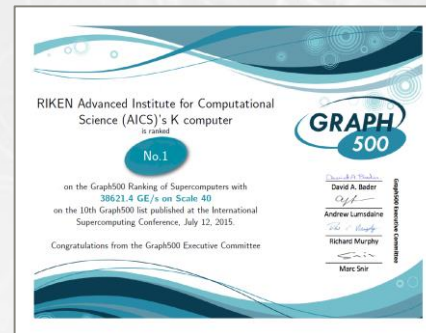 RIKEN Advanced Institute for Computational
Science (AICS)'s K computer
is ranked
No.1
on the Graph500 Ranking of Supercomputers with
38621.4 GE/s on Scale 40
on the 10th Graph500 list published at the International
Supercomputing Conference, July 12, 2015.
Congratulations from the Graph500 Executive Committee
GRAPH
500
David A. Bader
David A. Bader
Andrew Lumsdaine
Richard Murphy
Marc Snir
Graph500 Executive Committee